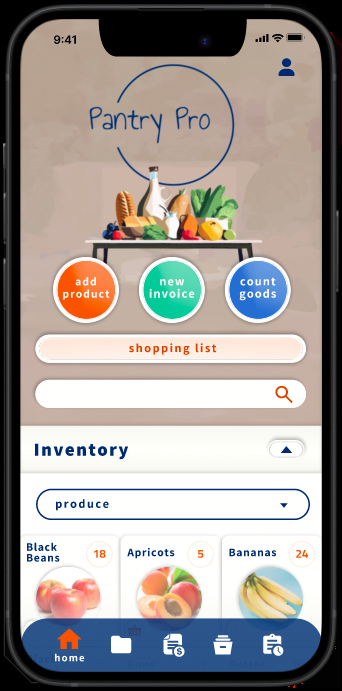 9:41
Pantry Pro
add product
new invoice
count goods
shopping list
Inventory
produce
Black Beans 18
Apricots 5
Bananas 24
home